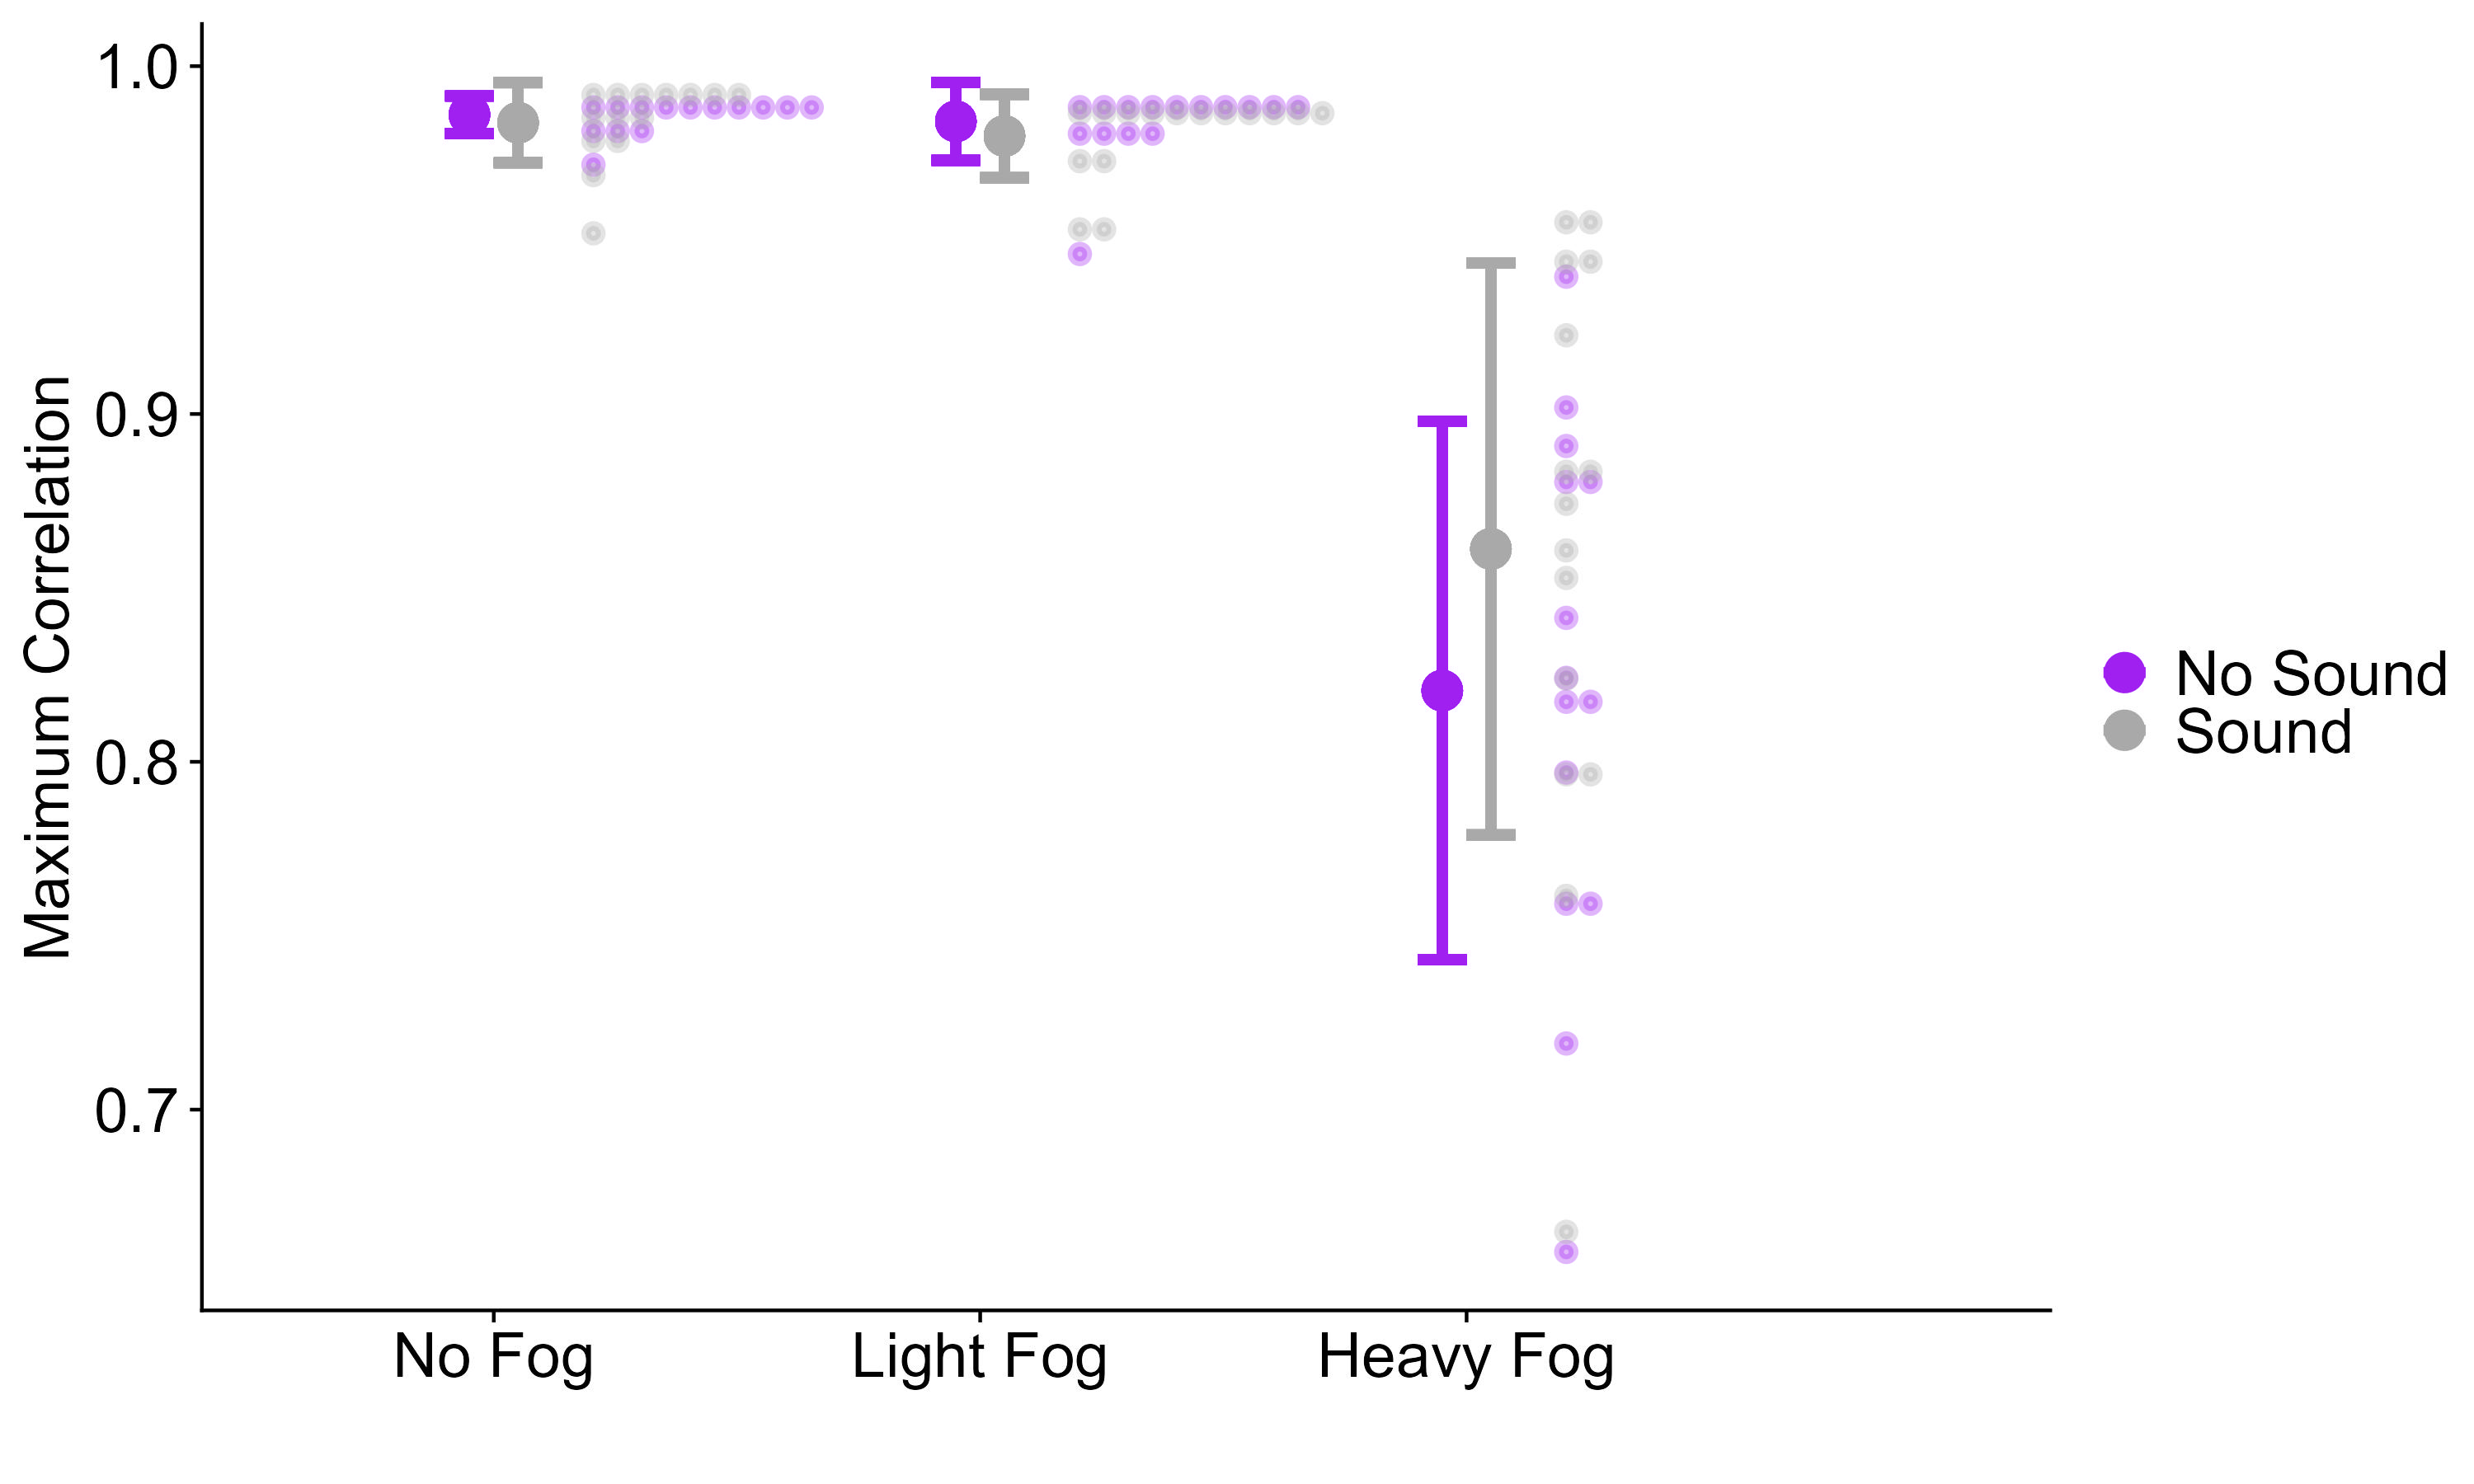 Maximum Correlation
1.0
0.9
0.8
0.7
No Fog
Light Fog
Heavy Fog
No Sound
Sound